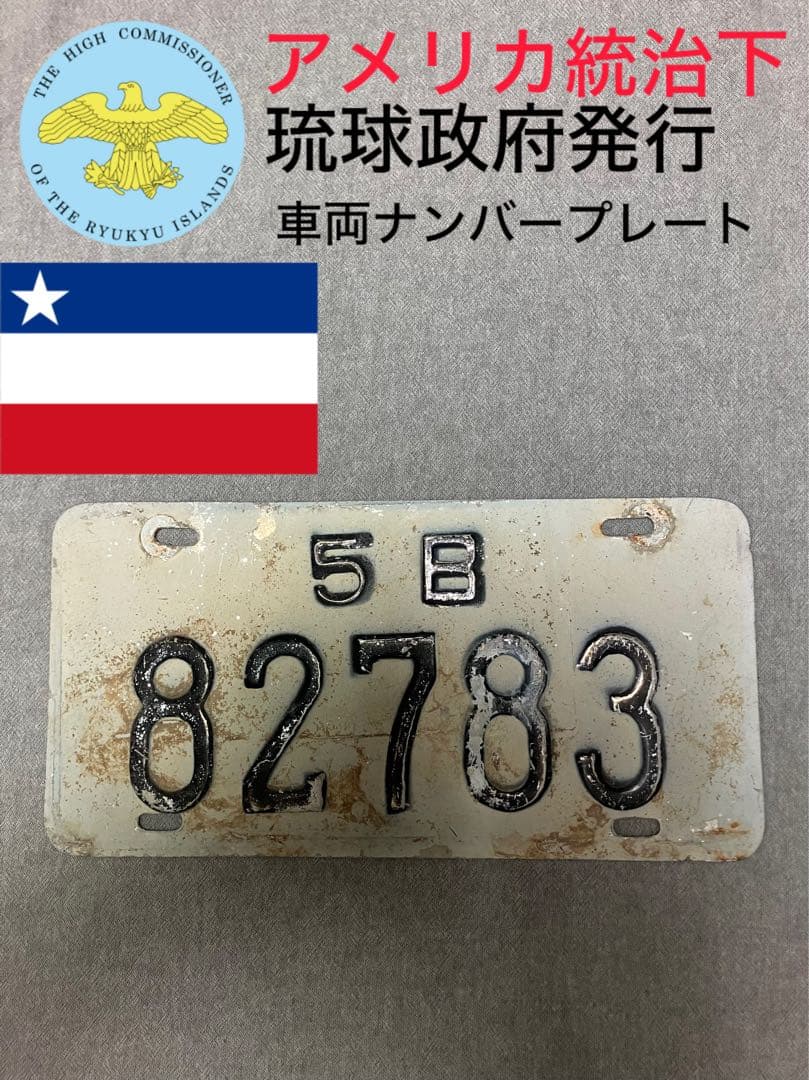 THE HIGH COMMISSIONER
OF THE RYUKYU ISLANDS
アメリカ統治下
琉球政府発行
車両ナンバープレート
5 B
82783